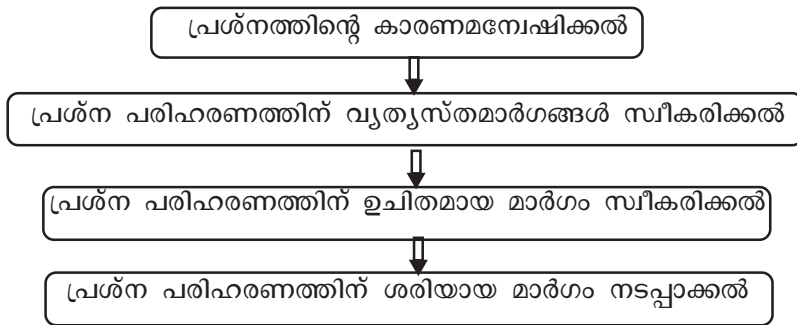 പ്രശ്നത്തിന്റെ കാരണമന്വേഷിക്കൽ
പ്രശ്ന പരിഹരണത്തിന് വ്യത്യസ്തമാർഗങ്ങൾ സ്വീകരിക്കൽ
പ്രശ്ന പരിഹരണത്തിന് ഉചിതമായ മാർഗം സ്വീകരിക്കൽ
പ്രശ്ന പരിഹരണത്തിന് ശരിയായ മാർഗം നടപ്പാക്കൽ